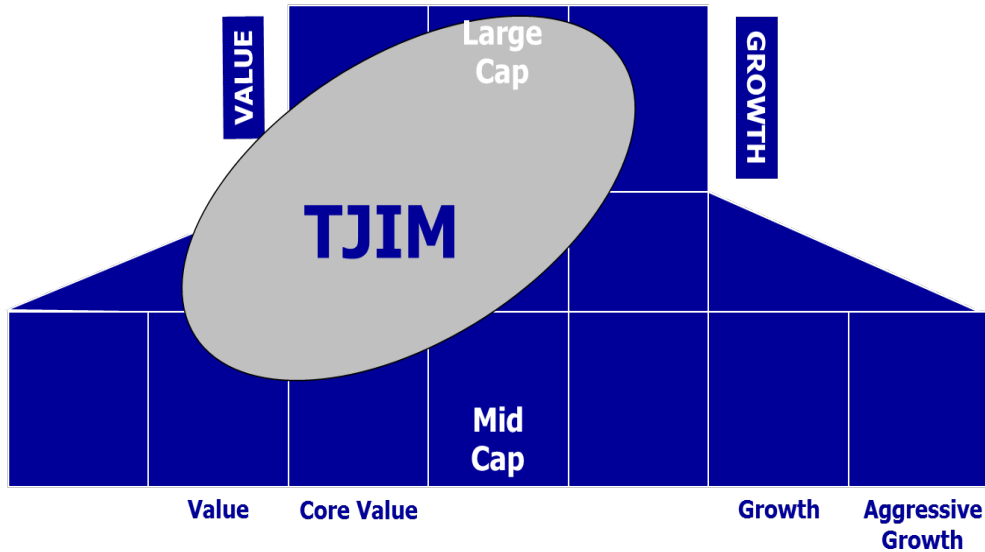 VALUE
Large
Cap
GROWTH
TJIM
Mid
Cap
Value
Core Value
Growth
Aggressive
Growth